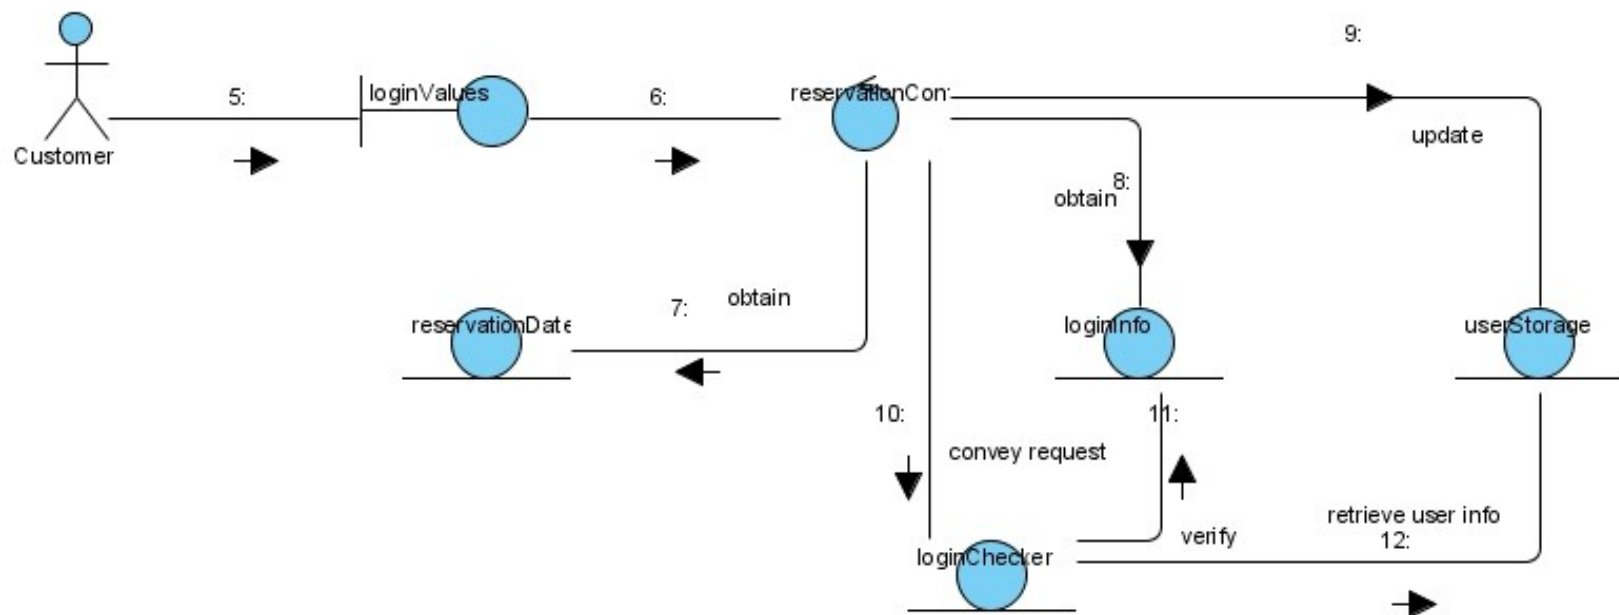 9:
loginValues
reservationCon
5:
6:
update
Customer
8:
obtain
obtain
7:
reservationDate
loginInfo
userStorage
10:
11:
convey request
retrieve user info
verify
12:
loginChecker